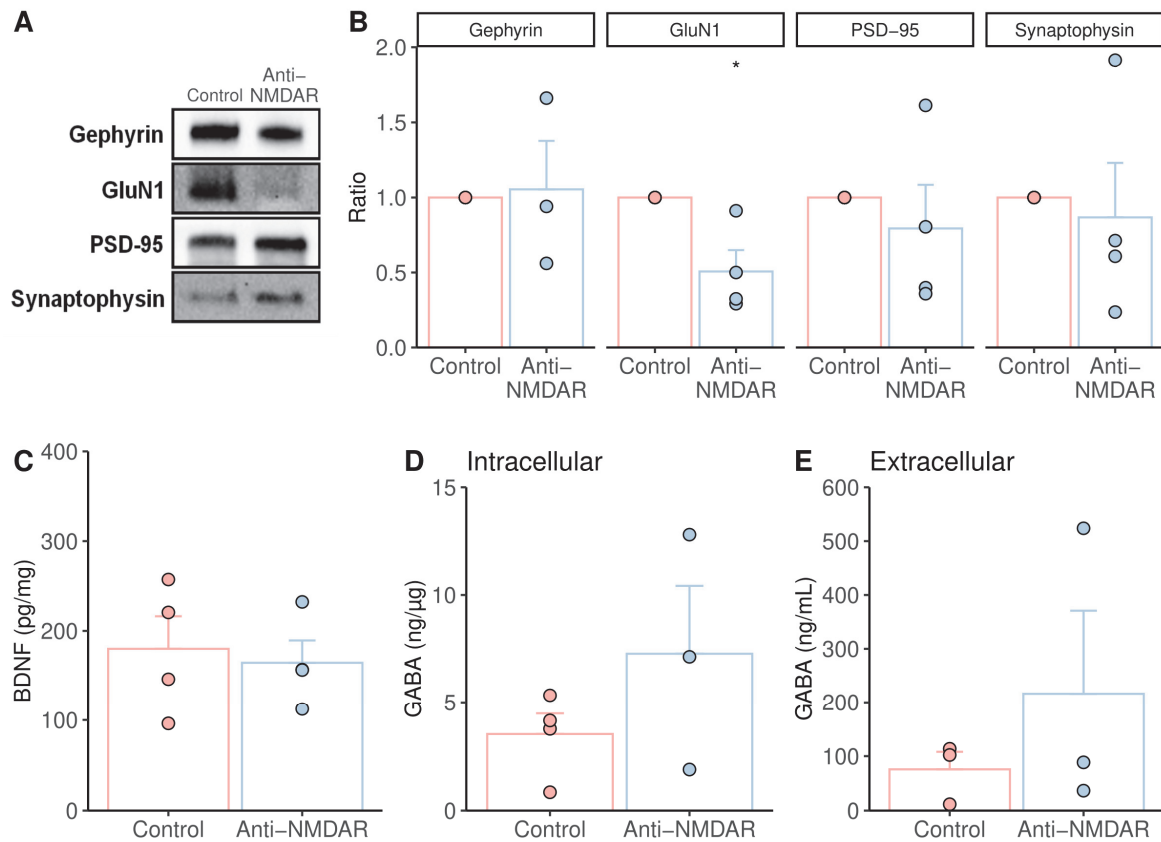 A
Control
Anti–
NMDAR
Gephyrin
GluN1
PSD-95
Synaptophysin
B
Gephyrin
GluN1
PSD−95
Synaptophysin
*
Ratio
2.0
1.5
1.0
0.5
0.0
Control
Anti−
NMDAR
Control
Anti−
NMDAR
Control
Anti−
NMDAR
Control
Anti−
NMDAR
C
BDNF (pg/mg)
400
300
200
100
0
Control
Anti−NMDAR
D
Intracellular
GABA (ng/µg)
15
10
5
0
Control
Anti−NMDAR
E
Extracellular
GABA (ng/mL)
600
500
400
300
200
100
0
Control
Anti−NMDAR